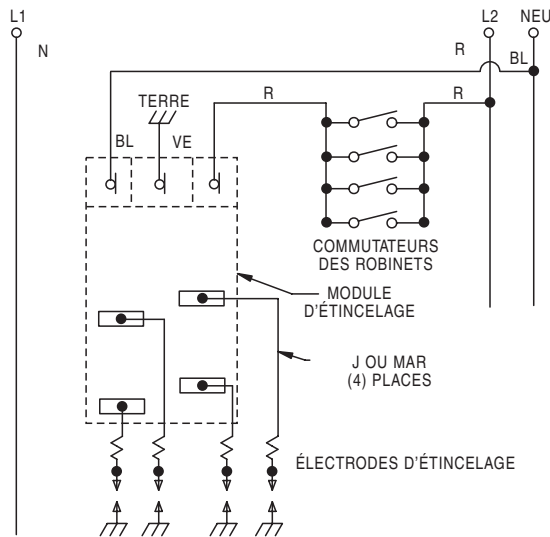 L1
L2
NEU
N
R
BL
TERRE
R
R
BL
VE
COMMUTATEURS
DES ROBINETS
MODULE
D'ÉTINCELAGE
J OU MAR
(4) PLACES
ÉLECTRODES D'ÉTINCELAGE